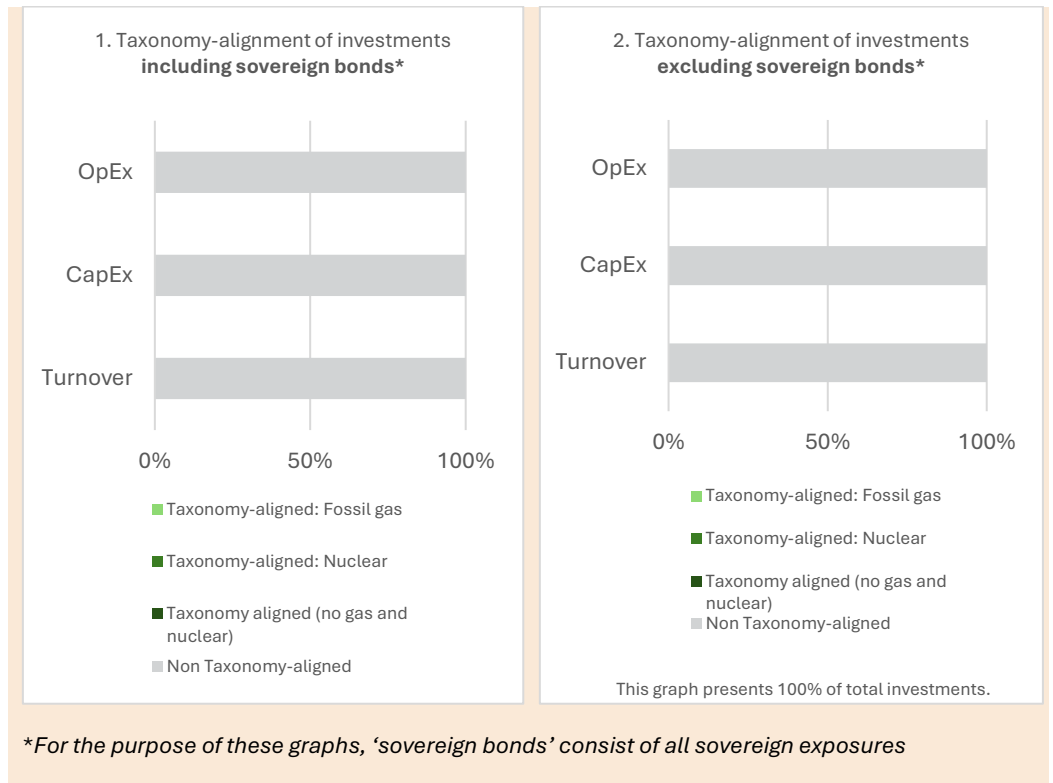 1. Taxonomy-alignment of investments
including sovereign bonds*
OpEx
CapEx
Turnover
0% 50% 100%
Taxonomy-aligned: Fossil gas
Taxonomy-aligned: Nuclear
Taxonomy aligned (no gas and
nuclear)
Non Taxonomy-aligned
2. Taxonomy-alignment of investments
excluding sovereign bonds*
OpEx
CapEx
Turnover
0% 50% 100%
Taxonomy-aligned: Fossil gas
Taxonomy-aligned: Nuclear
Taxonomy aligned (no gas and
nuclear)
Non Taxonomy-aligned
This graph presents 100% of total investments.
*For the purpose of these graphs, ‘sovereign bonds’ consist of all sovereign exposures